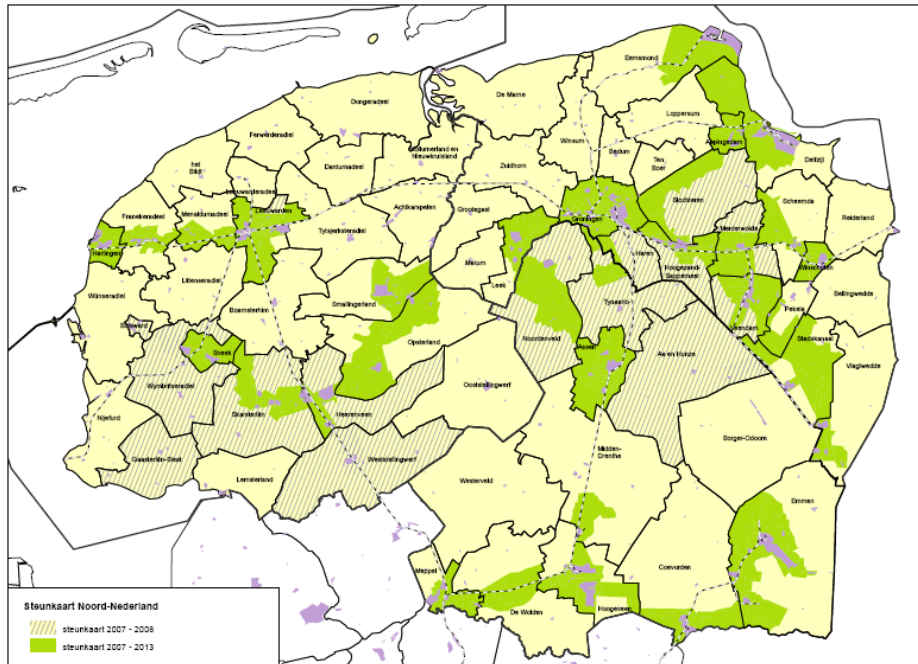 Eemsmond
De Marne
Dongeradeel
Loppersum
Ferwerderadiel
Winsum
Bedum
Appingedam
Kollumerland en
Nieuwkruisland
Ten
Boer
Delfzijl
het
Bildt
Dantumadeel
Zuidhorn
Leeuwarderadeel
Slochteren
Scheemda
Achtkarspelen
Grootegast
Groningen
Reiderland
Franekeradeel
Menaldumadeel
Leeuwarden
Menterwolde
Tytsjerksteradiel
Harlingen
Haren
Winschoten
Marum
Hoogezand-
Sappemeer
Leek
Littenseradiel
Bellingwedde
Wûnseradiel
Smallingerland
Tynaarlo
Pekela
Boarnsterhim
Veendam
Bolsward
Noordenveld
Stadskanaal
Opsterland
Assen
Sneek
Aa en Hunze
Vlagtwedde
Wymbritseradiel
Ooststellingwerf
Nijefurd
Skarsterlân
Heerenveen
Borger-Odoorn
Gaasterlân-Sleat
Weststellingwerf
Midden-
Drenthe
Lemsterland
Westerveld
Emmen
Coevorden
Meppel
De Wolden
Hoogeveen
Steunkaart Noord-Nederland
steunkaart 2007 - 2008
steunkaart 2007 - 2013